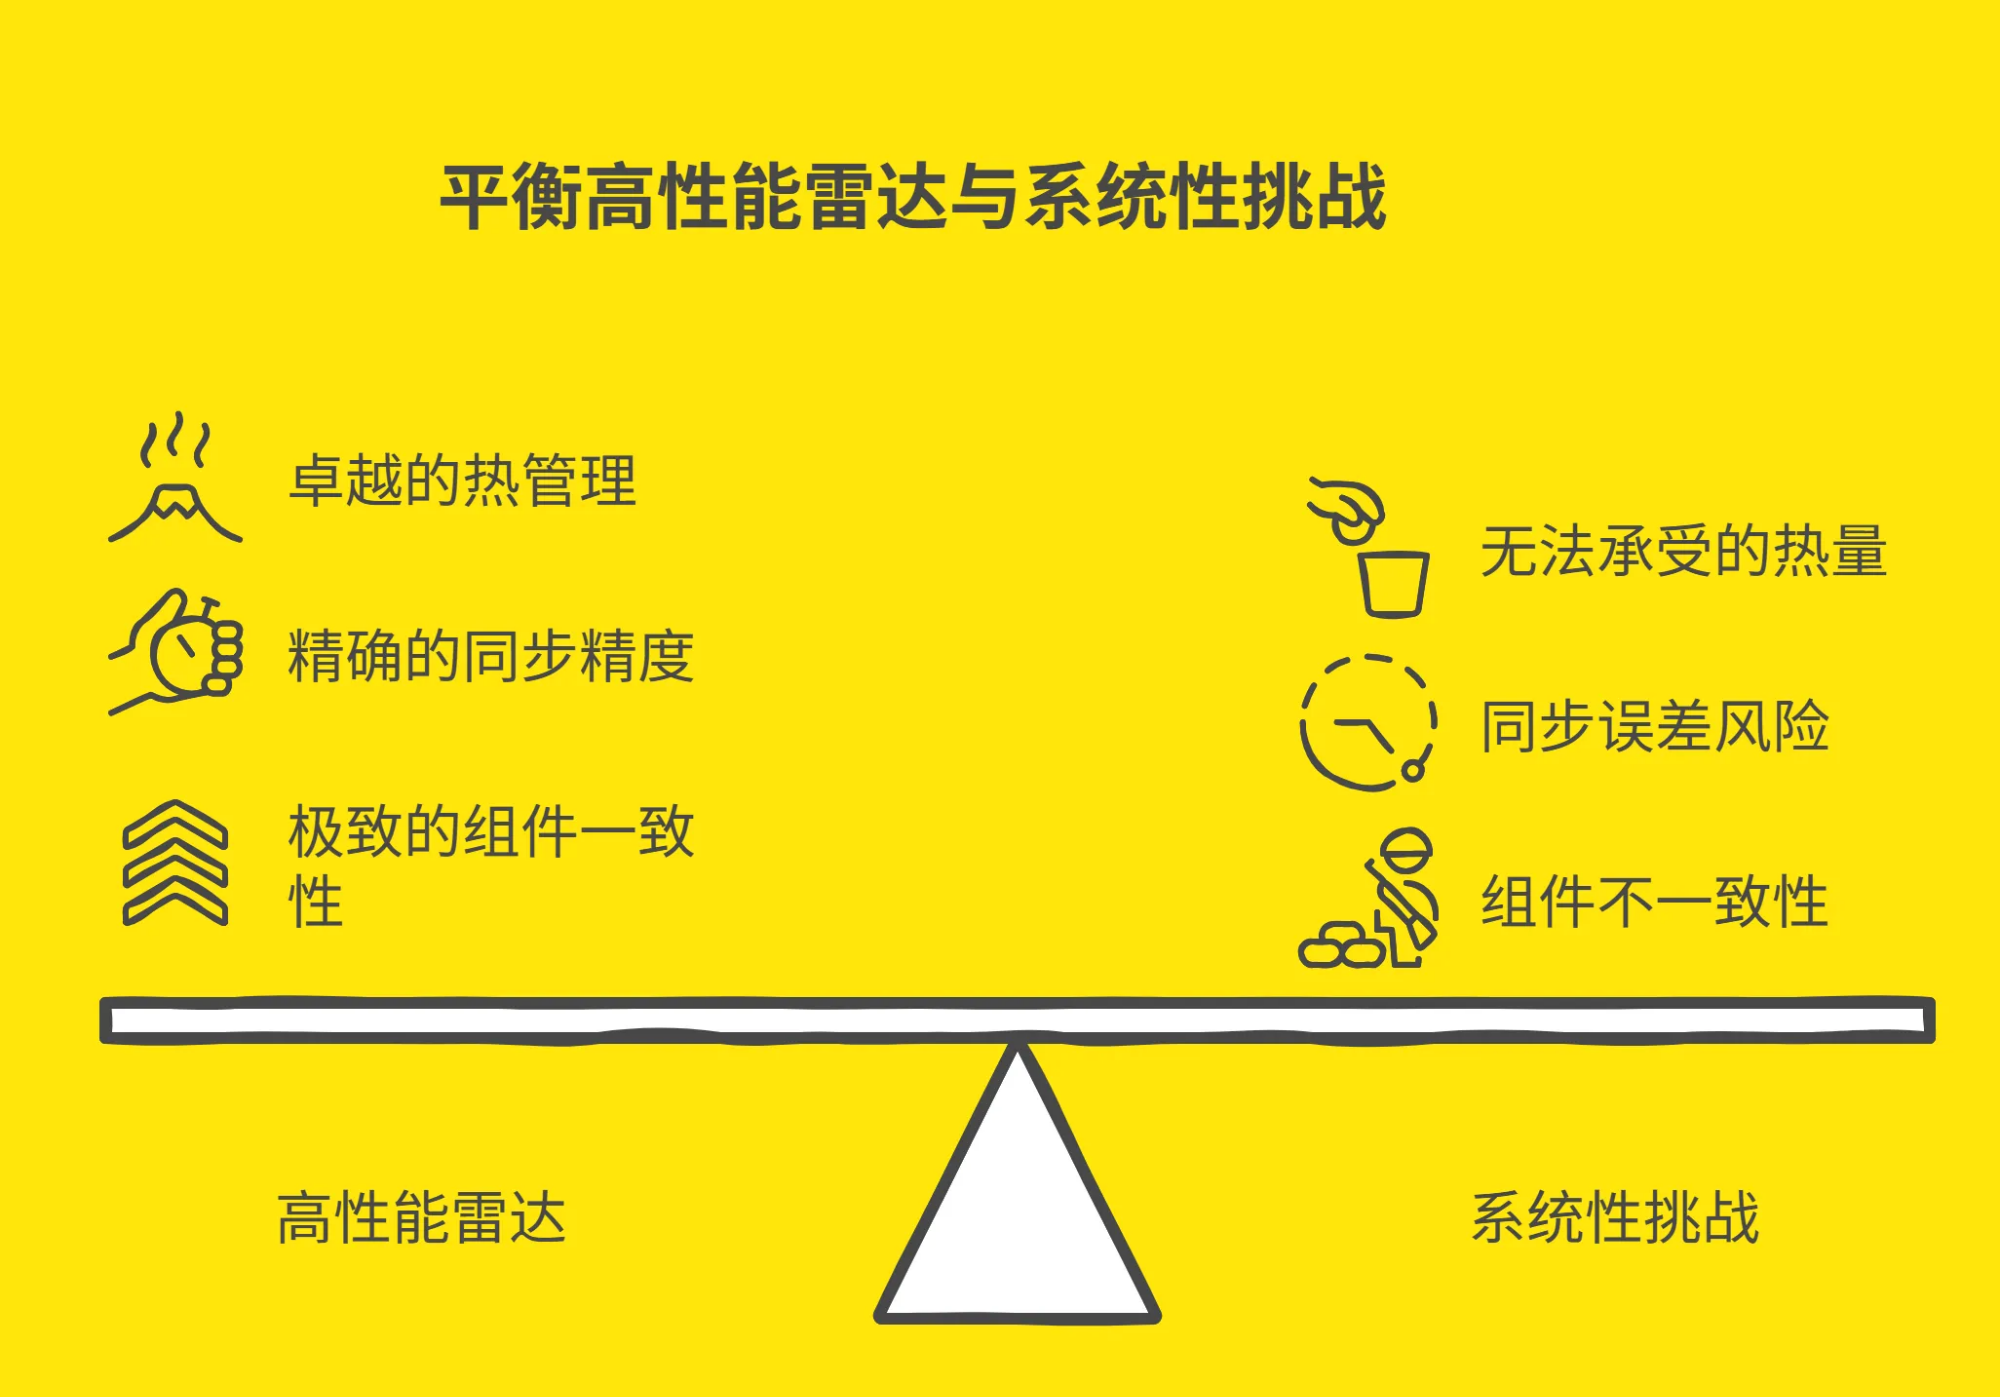 平衡高性能雷达与系统性挑战
卓越的热管理
精确的同步精度
极致的组件一致
性
无法承受的热量
同步误差风险
组件不一致性
高性能雷达
系统性挑战